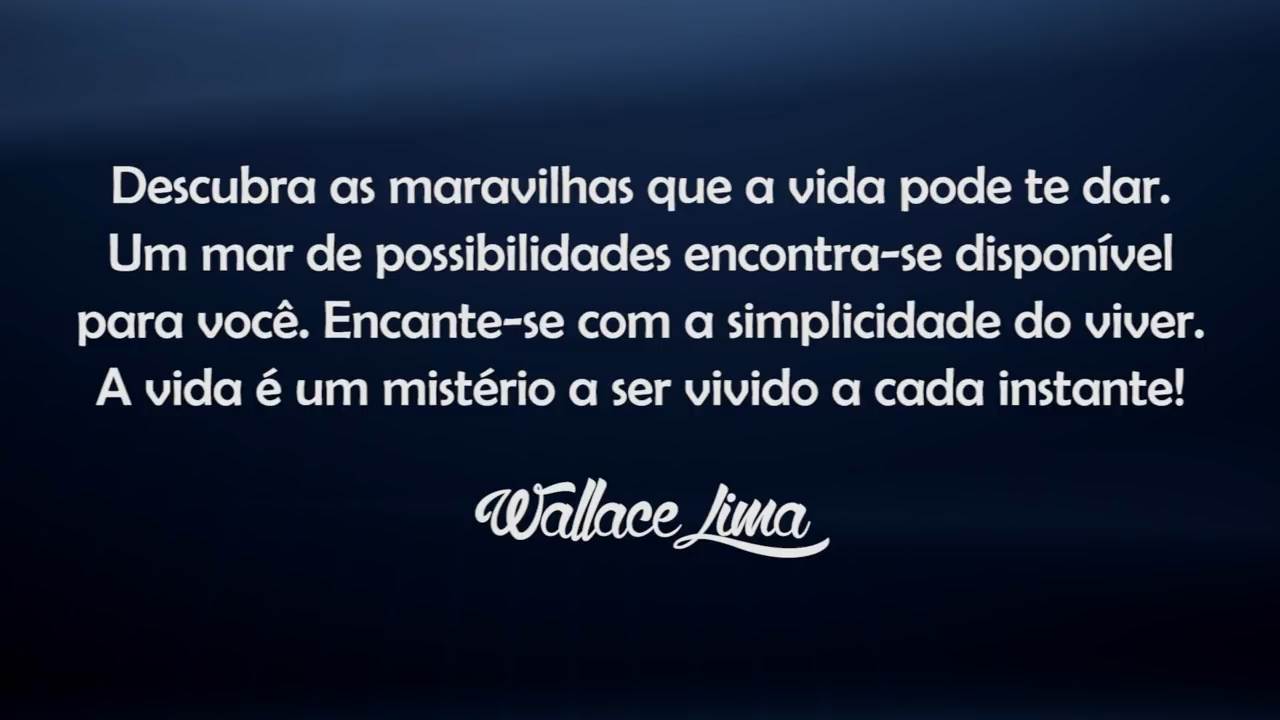 Descubra as maravilhas que a vida pode te dar.
Um mar de possibilidades encontra-se disponível
para você. Encante-se com a simplicidade do viver.
A vida é um mistério a ser vivido a cada instante!
Wallace Lima